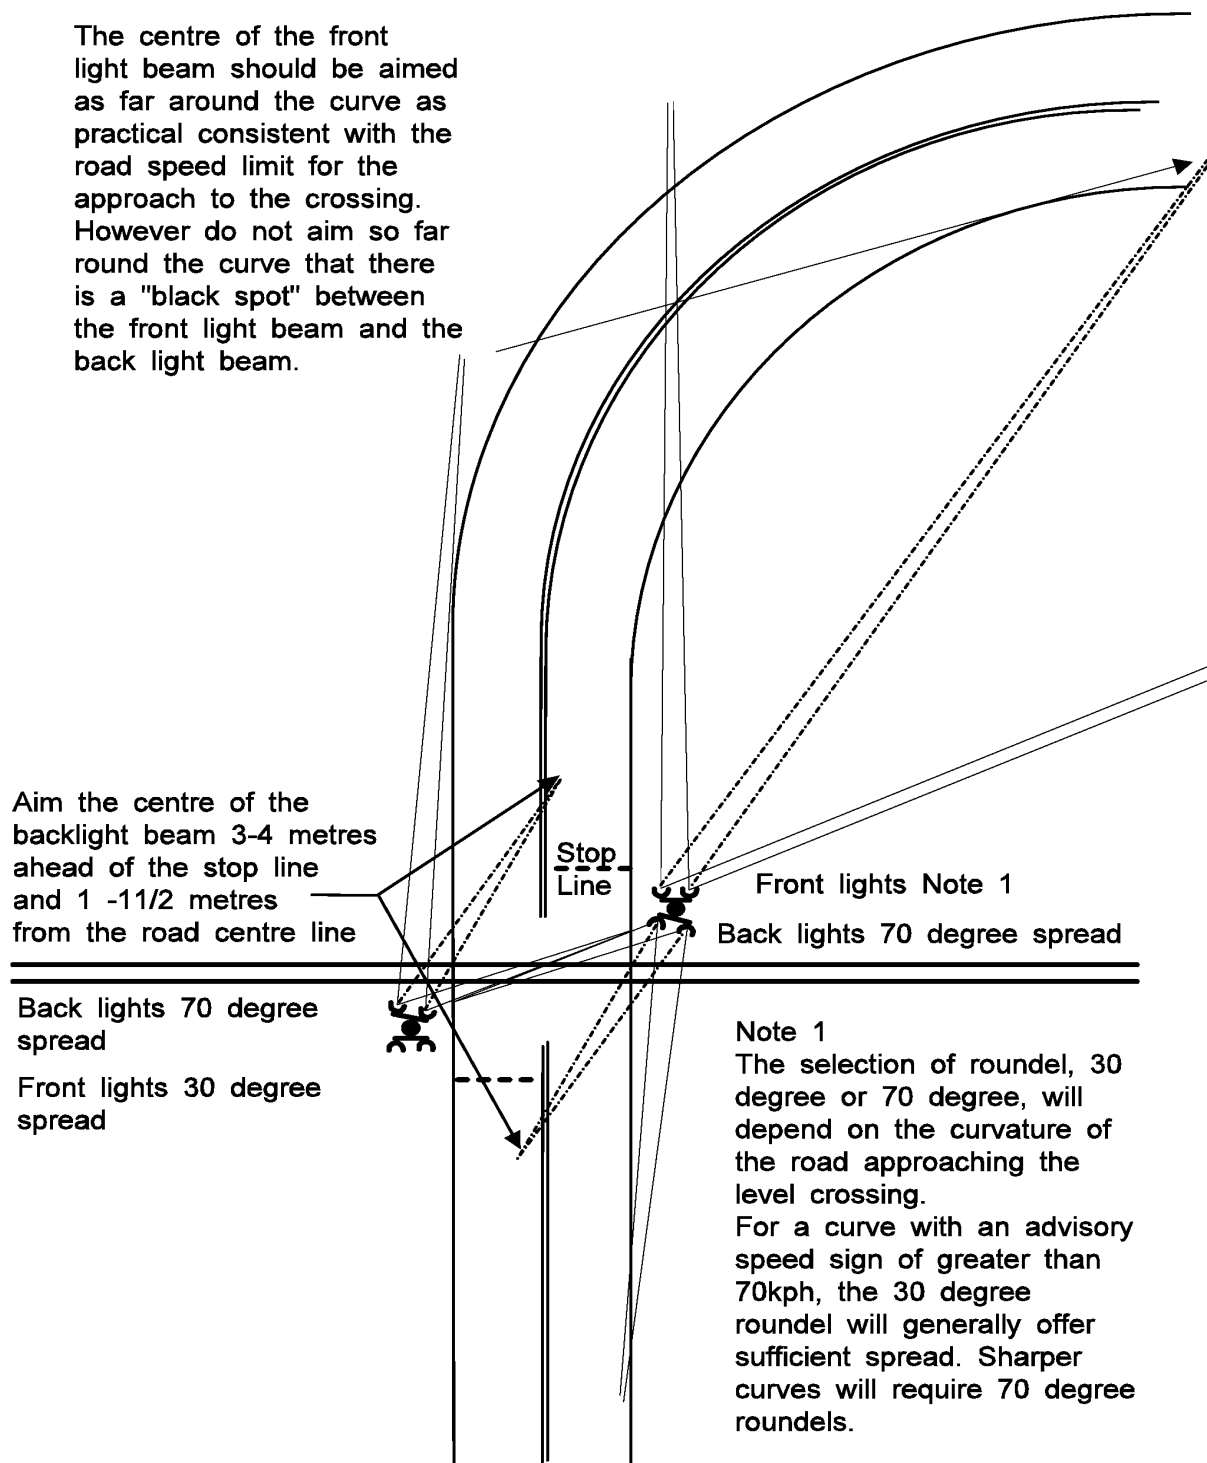 The centre of the front
light beam should be aimed
as far around the curve as
practical consistent with the
road speed limit for the
approach to the crossing.
However do not aim so far
round the curve that there
is a "black spot" between
the front light beam and the
back light beam.
Aim the centre of the
backlight beam 3-4 metres
ahead of the stop line
and 1 -11/2 metres
from the road centre line
Stop
Line
Front lights Note 1
Back lights 70 degree spread
Back lights 70 degree
spread
Front lights 30 degree
spread
Note 1
The selection of roundel, 30
degree or 70 degree, will
depend on the curvature of
the road approaching the
level crossing.
For a curve with an advisory
speed sign of greater than
70kph, the 30 degree
roundel will generally offer
sufficient spread. Sharper
curves will require 70 degree
roundels.